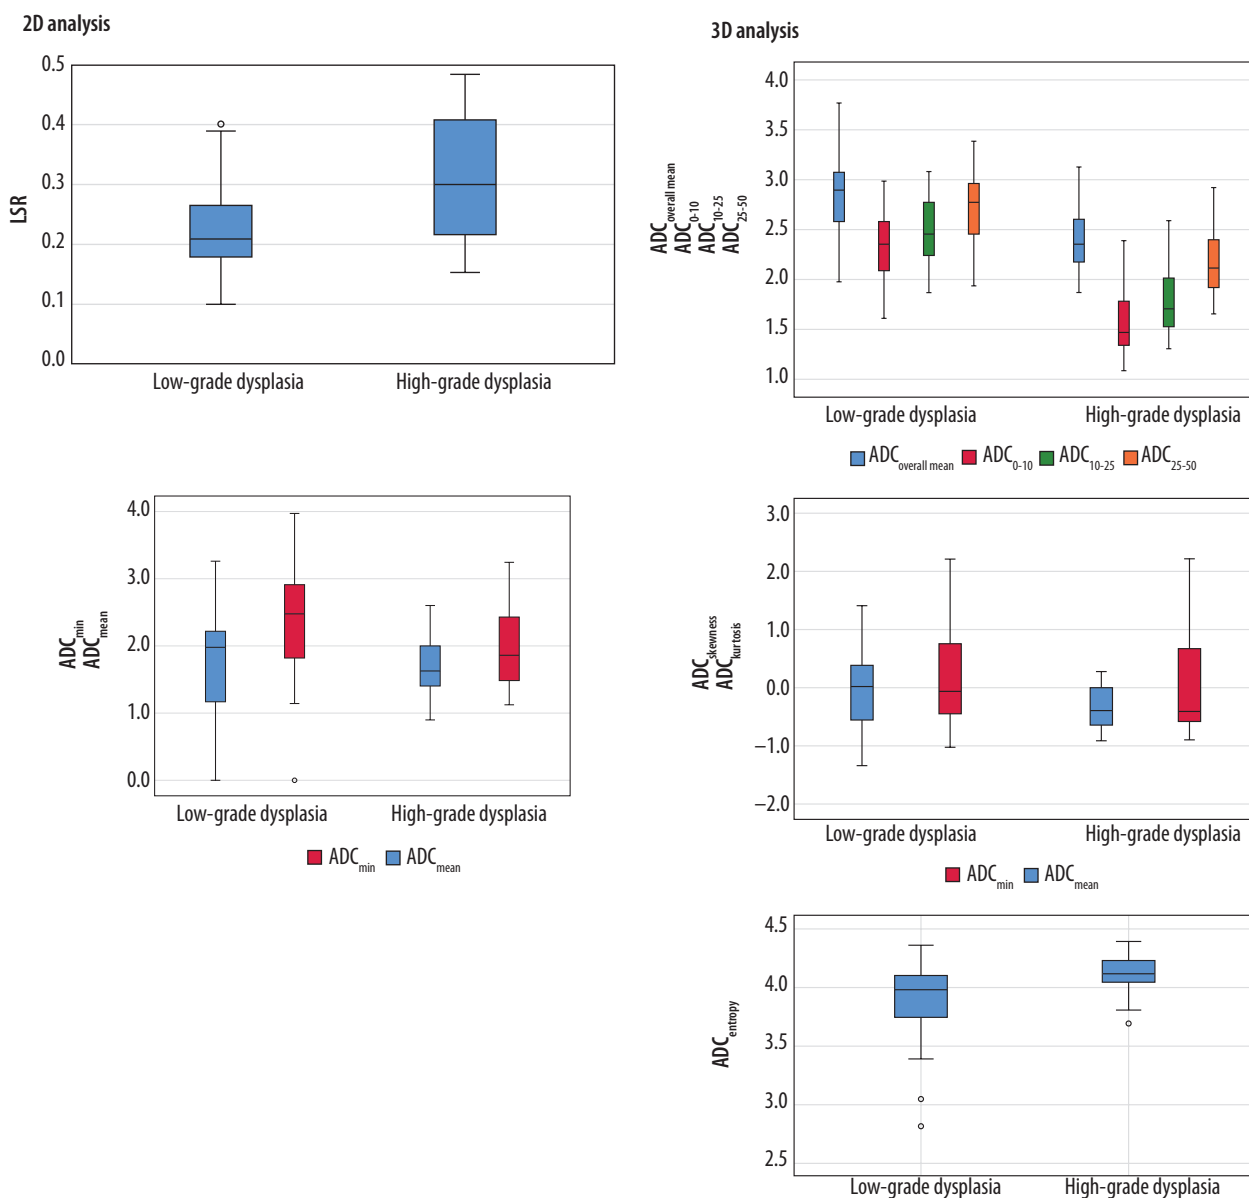 2D analysis
LSR
0.5
0.4
0.3
0.2
0.1
0.0
Low-grade dysplasia High-grade dysplasia
ADCmin
ADCmean
4.0
3.0
2.0
1.0
0.0
Low-grade dysplasia High-grade dysplasia
ADCmin ADCmean
3D analysis
ADCoverall mean
ADC0-10
ADC10-25
ADC25-50
4.0
3.5
3.0
2.5
2.0
1.5
1.0
Low-grade dysplasia High-grade dysplasia
ADCoverall mean ADC0-10 ADC10-25 ADC25-50
ADCskewness
ADCkurtosis
3.0
2.0
1.0
0.0
−1.0
−2.0
Low-grade dysplasia High-grade dysplasia
ADCmin ADCmean
ADCentropy
4.5
4.0
3.5
3.0
2.5
Low-grade dysplasia High-grade dysplasia